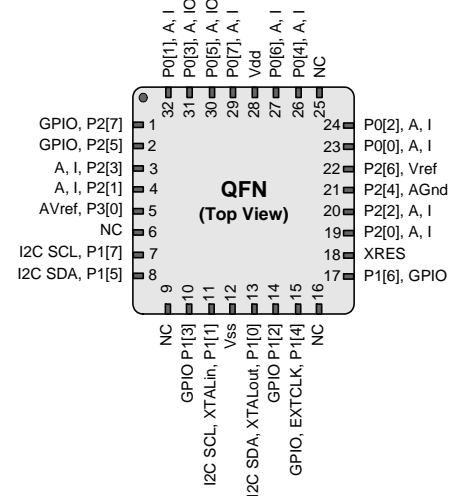 P0[1], A, I
P0[3], A, IO
P0[5], A, IO
P0[7], A, I
Vdd
P0[6], A, I
P0[4], A, I
NC
32
31
30
29
28
27
26
25
GPIO, P2[7] 1
GPIO, P2[5] 2
A, I, P2[3] 3
A, I, P2[1] 4
AVref, P3[0] 5
NC 6
I2C SCL, P1[7] 7
I2C SDA, P1[5] 8
QFN
(Top View)
24 P0[2], A, I
23 P0[0], A, I
22 P2[6], Vref
21 P2[4], AGnd
20 P2[2], A, I
19 P2[0], A, I
18 XRES
17 P1[6], GPIO
9
10
11
12
13
14
15
16
NC
GPIO P1[3]
I2C SCL, XTALin, P1[1]
Vss
I2C SDA, XTALout, P1[0]
GPIO P1[2]
GPIO, EXTCLK, P1[4]
NC